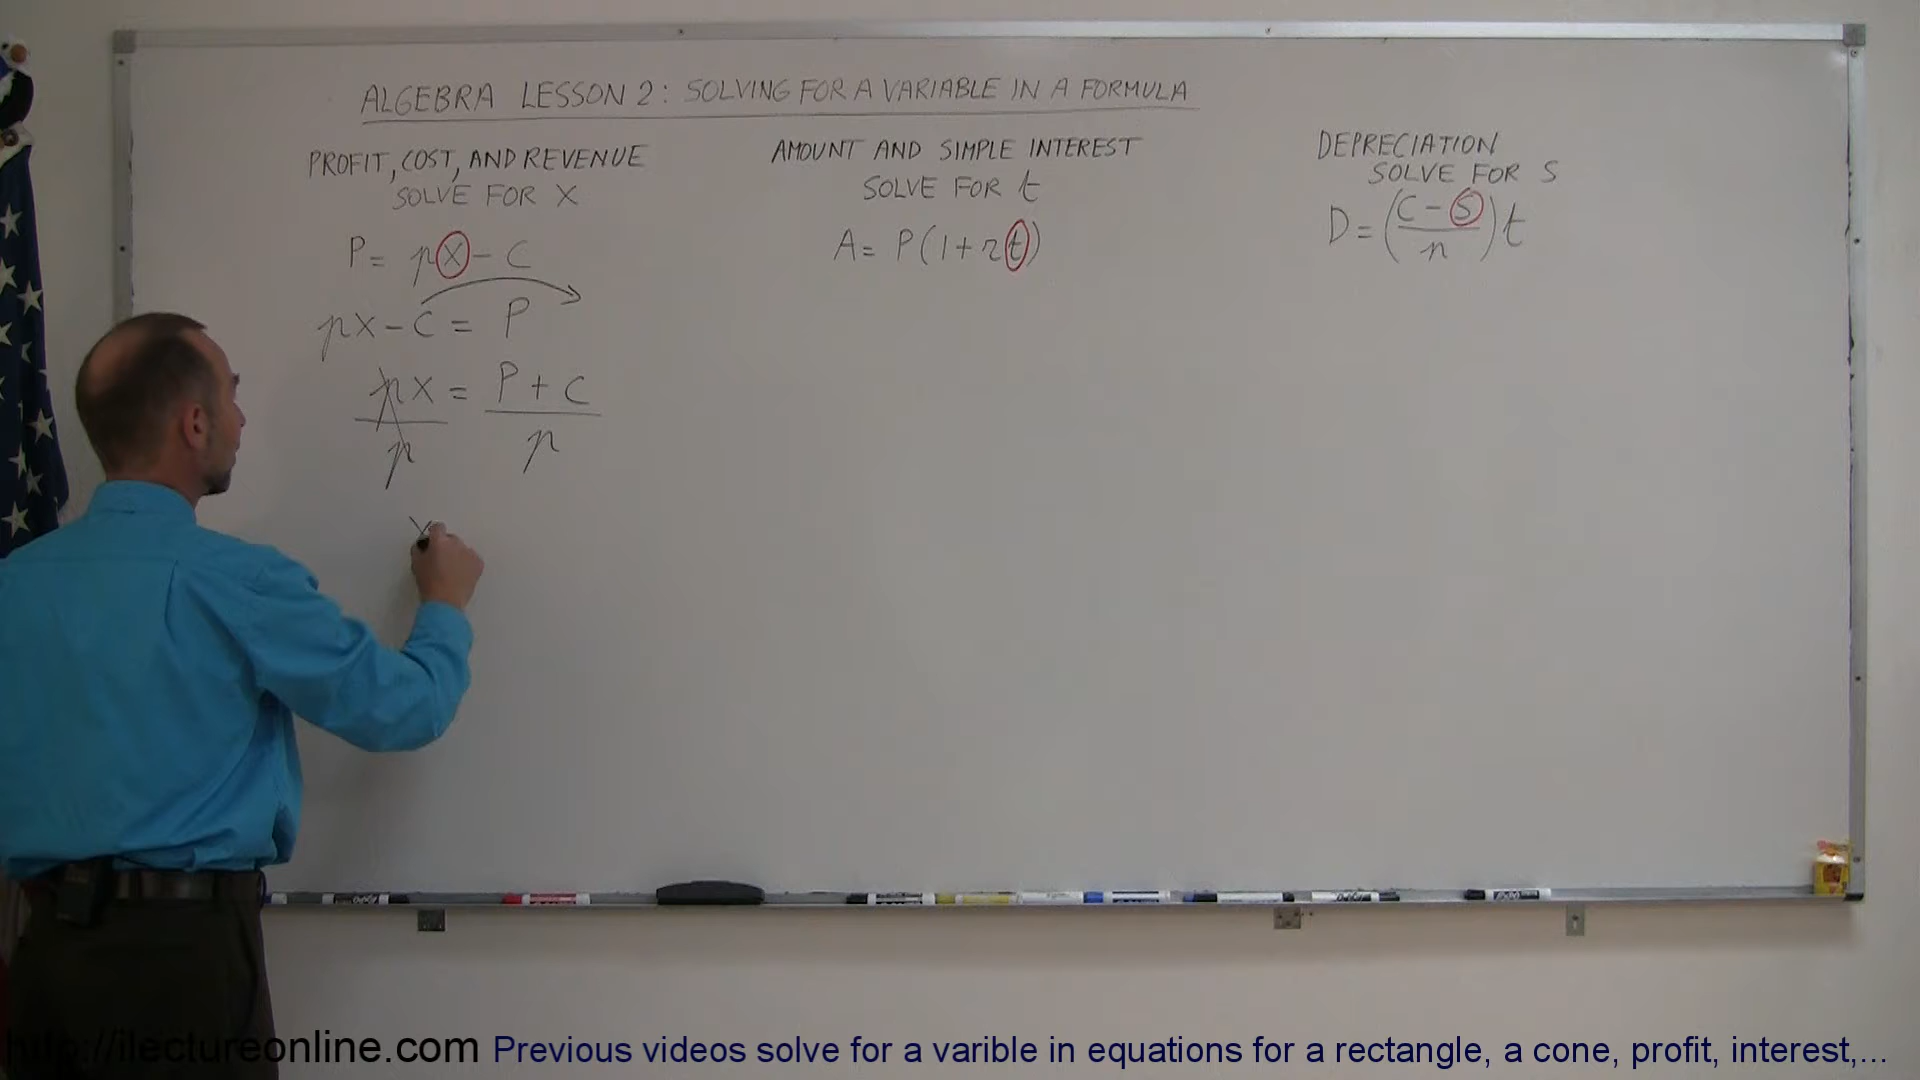 ALGEBRA LESSON 2: SOLVING FOR A VARIABLE IN A FORMULA
PROFIT, COST, AND REVENUE
SOLVE FOR X
P = px - C
px - C = P
px = P + C
p p
x
AMOUNT AND SIMPLE INTEREST
SOLVE FOR t
A = P(1 + rt)
DEPRECIATION
SOLVE FOR S
D = (C - S / n) t
http://ilectureonline.com Previous videos solve for a varible in equations for a rectangle, a cone, profit, interest,...